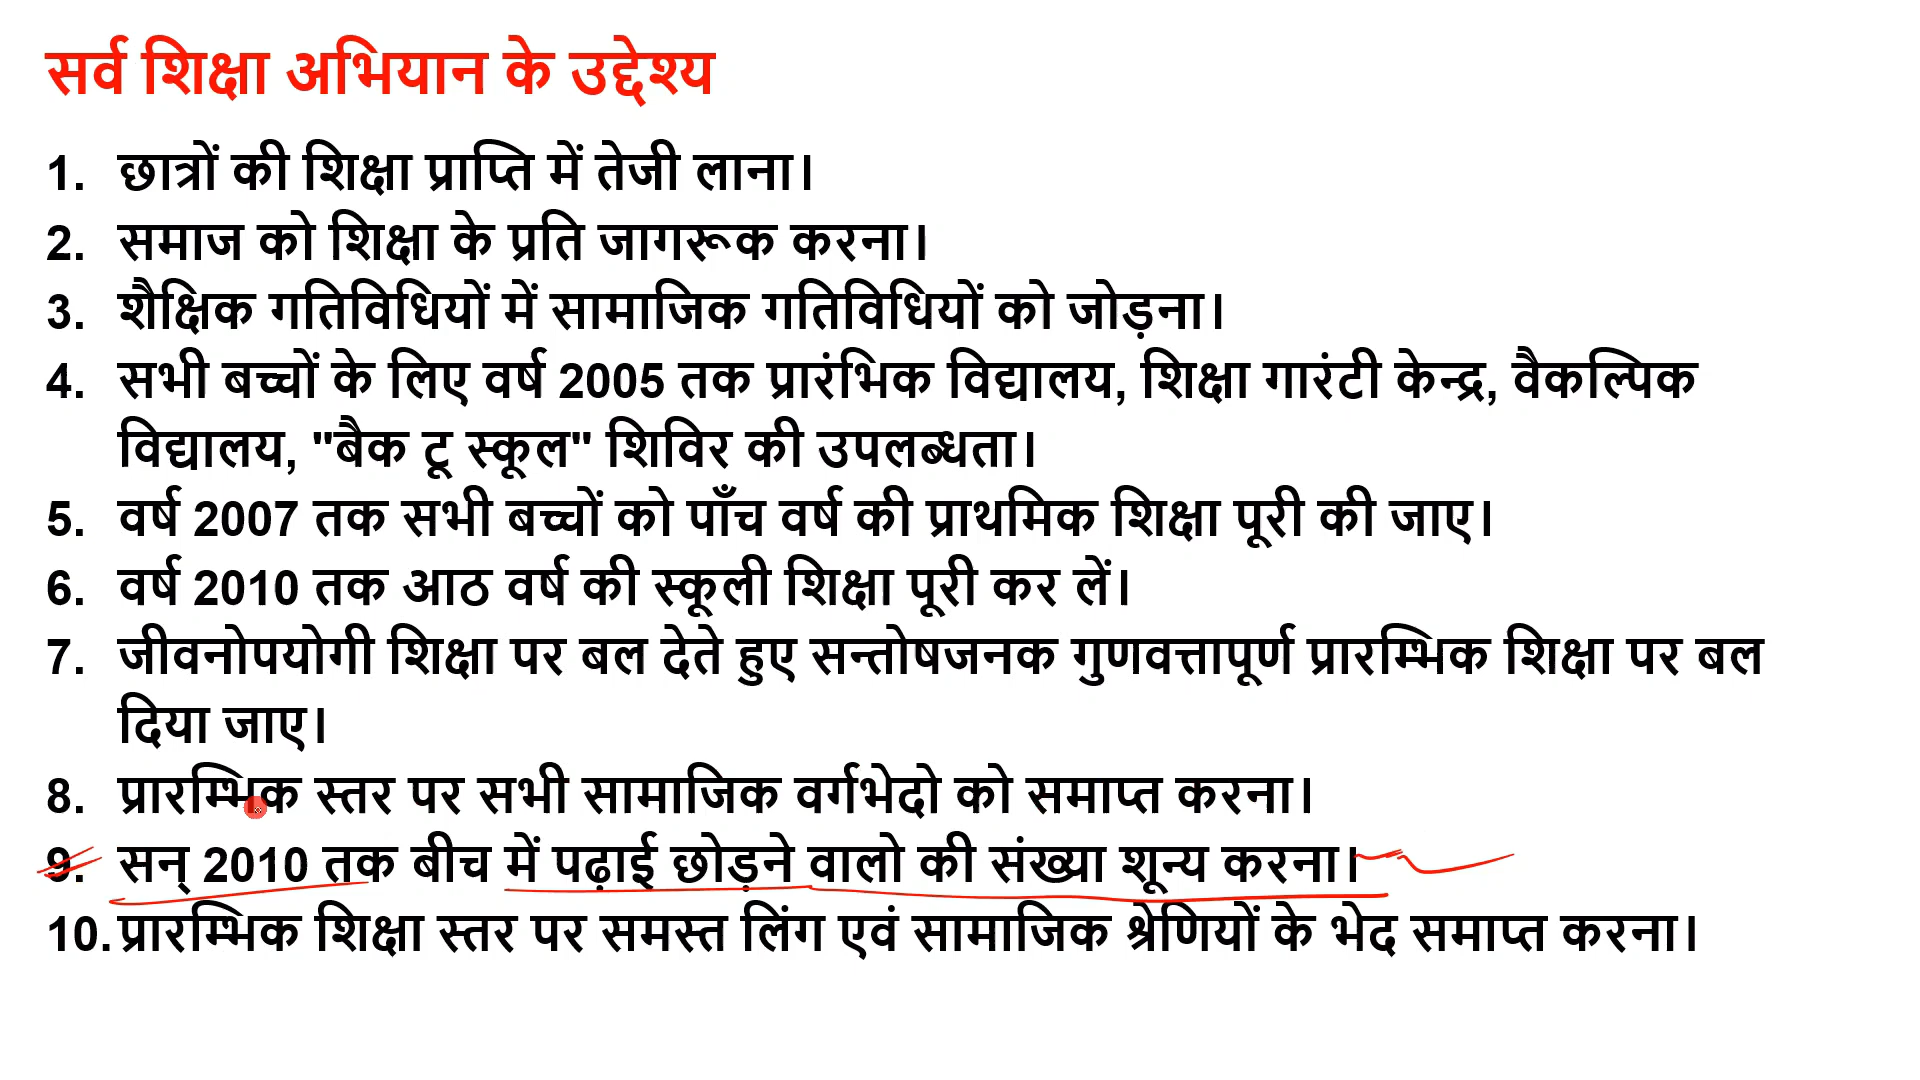 सर्व शिक्षा अभियान के उद्देश्य
1. छात्रों की शिक्षा प्राप्ति में तेजी लाना।
2. समाज को शिक्षा के प्रति जागरूक करना।
3. शैक्षिक गतिविधियों में सामाजिक गतिविधियों को जोड़ना।
4. सभी बच्चों के लिए वर्ष 2005 तक प्रारंभिक विद्यालय, शिक्षा गारंटी केन्द्र, वैकल्पिक
विद्यालय, "बैक टू स्कूल" शिविर की उपलब्धता।
5. वर्ष 2007 तक सभी बच्चों को पाँच वर्ष की प्राथमिक शिक्षा पूरी की जाए।
6. वर्ष 2010 तक आठ वर्ष की स्कूली शिक्षा पूरी कर लें।
7. जीवनोपयोगी शिक्षा पर बल देते हुए सन्तोषजनक गुणवत्तापूर्ण प्रारम्भिक शिक्षा पर बल
दिया जाए।
8. प्रारम्भिक स्तर पर सभी सामाजिक वर्गभेदो को समाप्त करना।
9. सन् 2010 तक बीच में पढ़ाई छोड़ने वालो की संख्या शून्य करना।
10. प्रारम्भिक शिक्षा स्तर पर समस्त लिंग एवं सामाजिक श्रेणियों के भेद समाप्त करना।